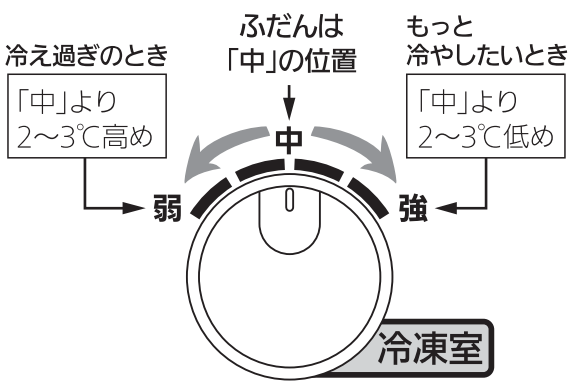 冷え過ぎのとき
「中」より
2～3℃高め
ふだんは
「中」の位置
もっと
冷やしたいとき
「中」より
2～3℃低め
弱
中
強
冷凍室